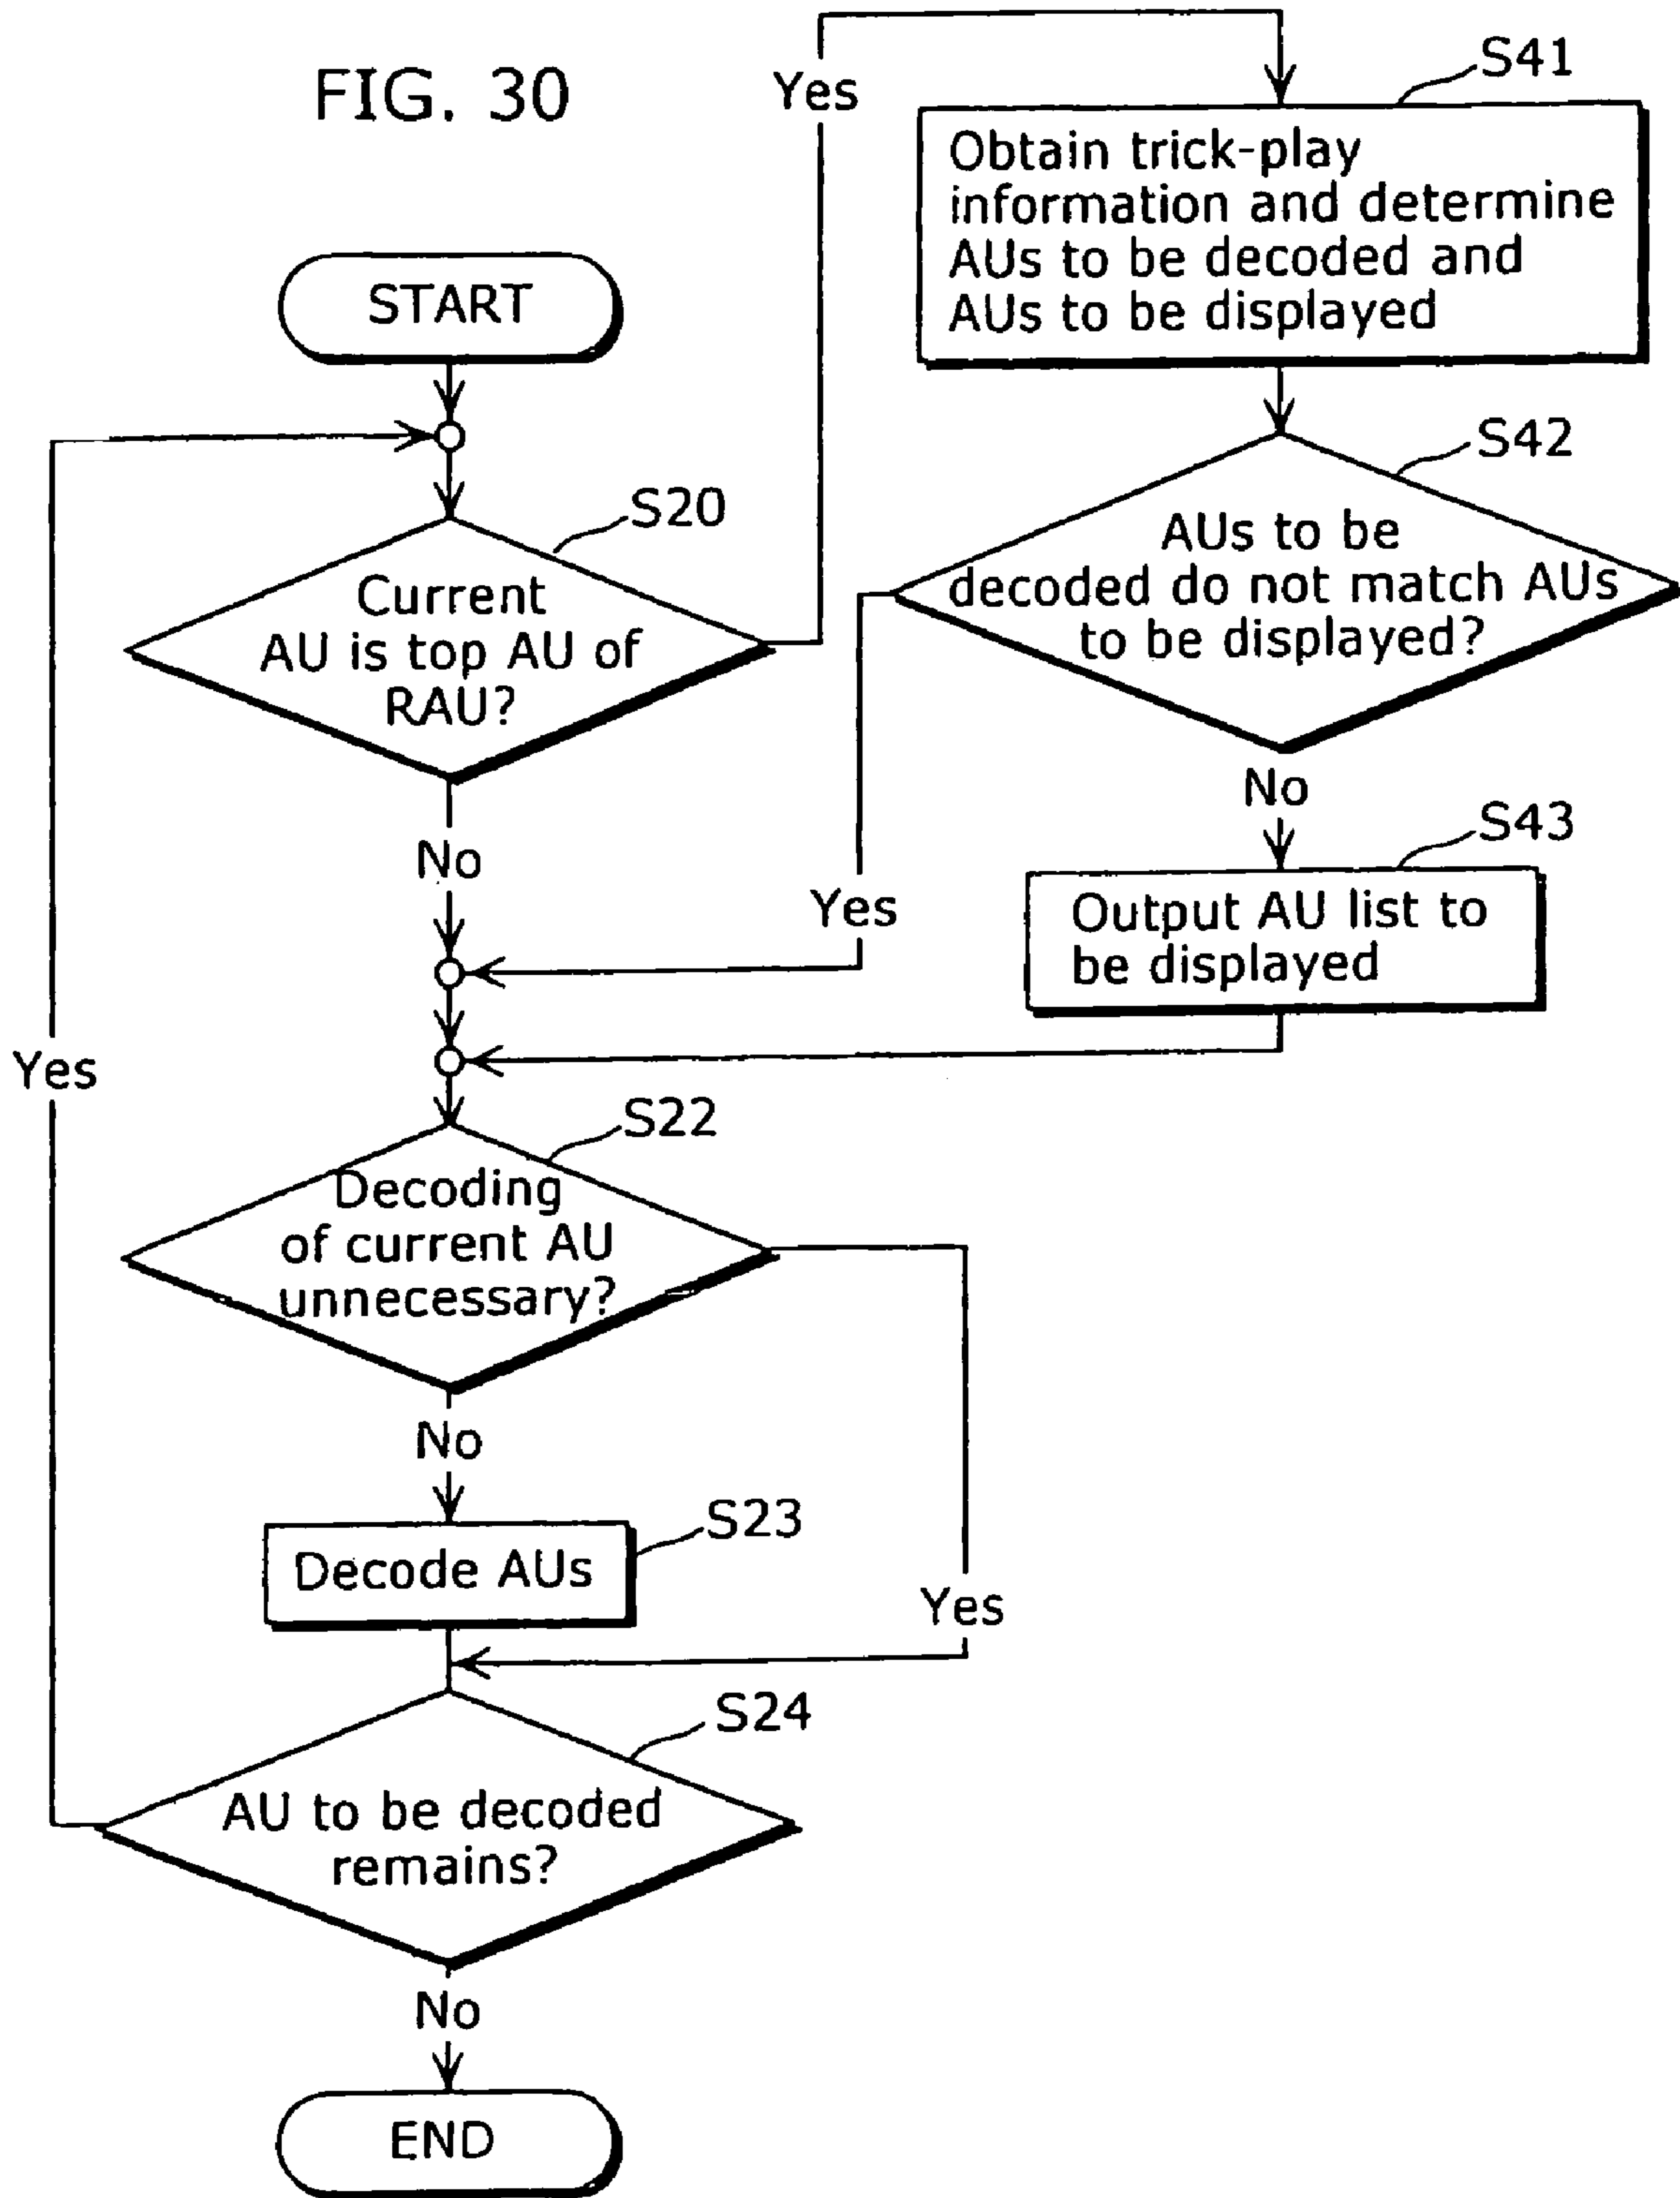 FIG. 30
START
S20
Current
AU is top AU of
RAU?
Yes
No
S41
Obtain trick-play
information and determine
AUs to be decoded and
AUs to be displayed
S42
AUs to be
decoded do not match AUs
to be displayed?
Yes
No
S43
Output AU list to
be displayed
S22
Decoding
of current AU
unnecessary?
No
Yes
S23
Decode AUs
S24
AU to be decoded
remains?
Yes
No
END